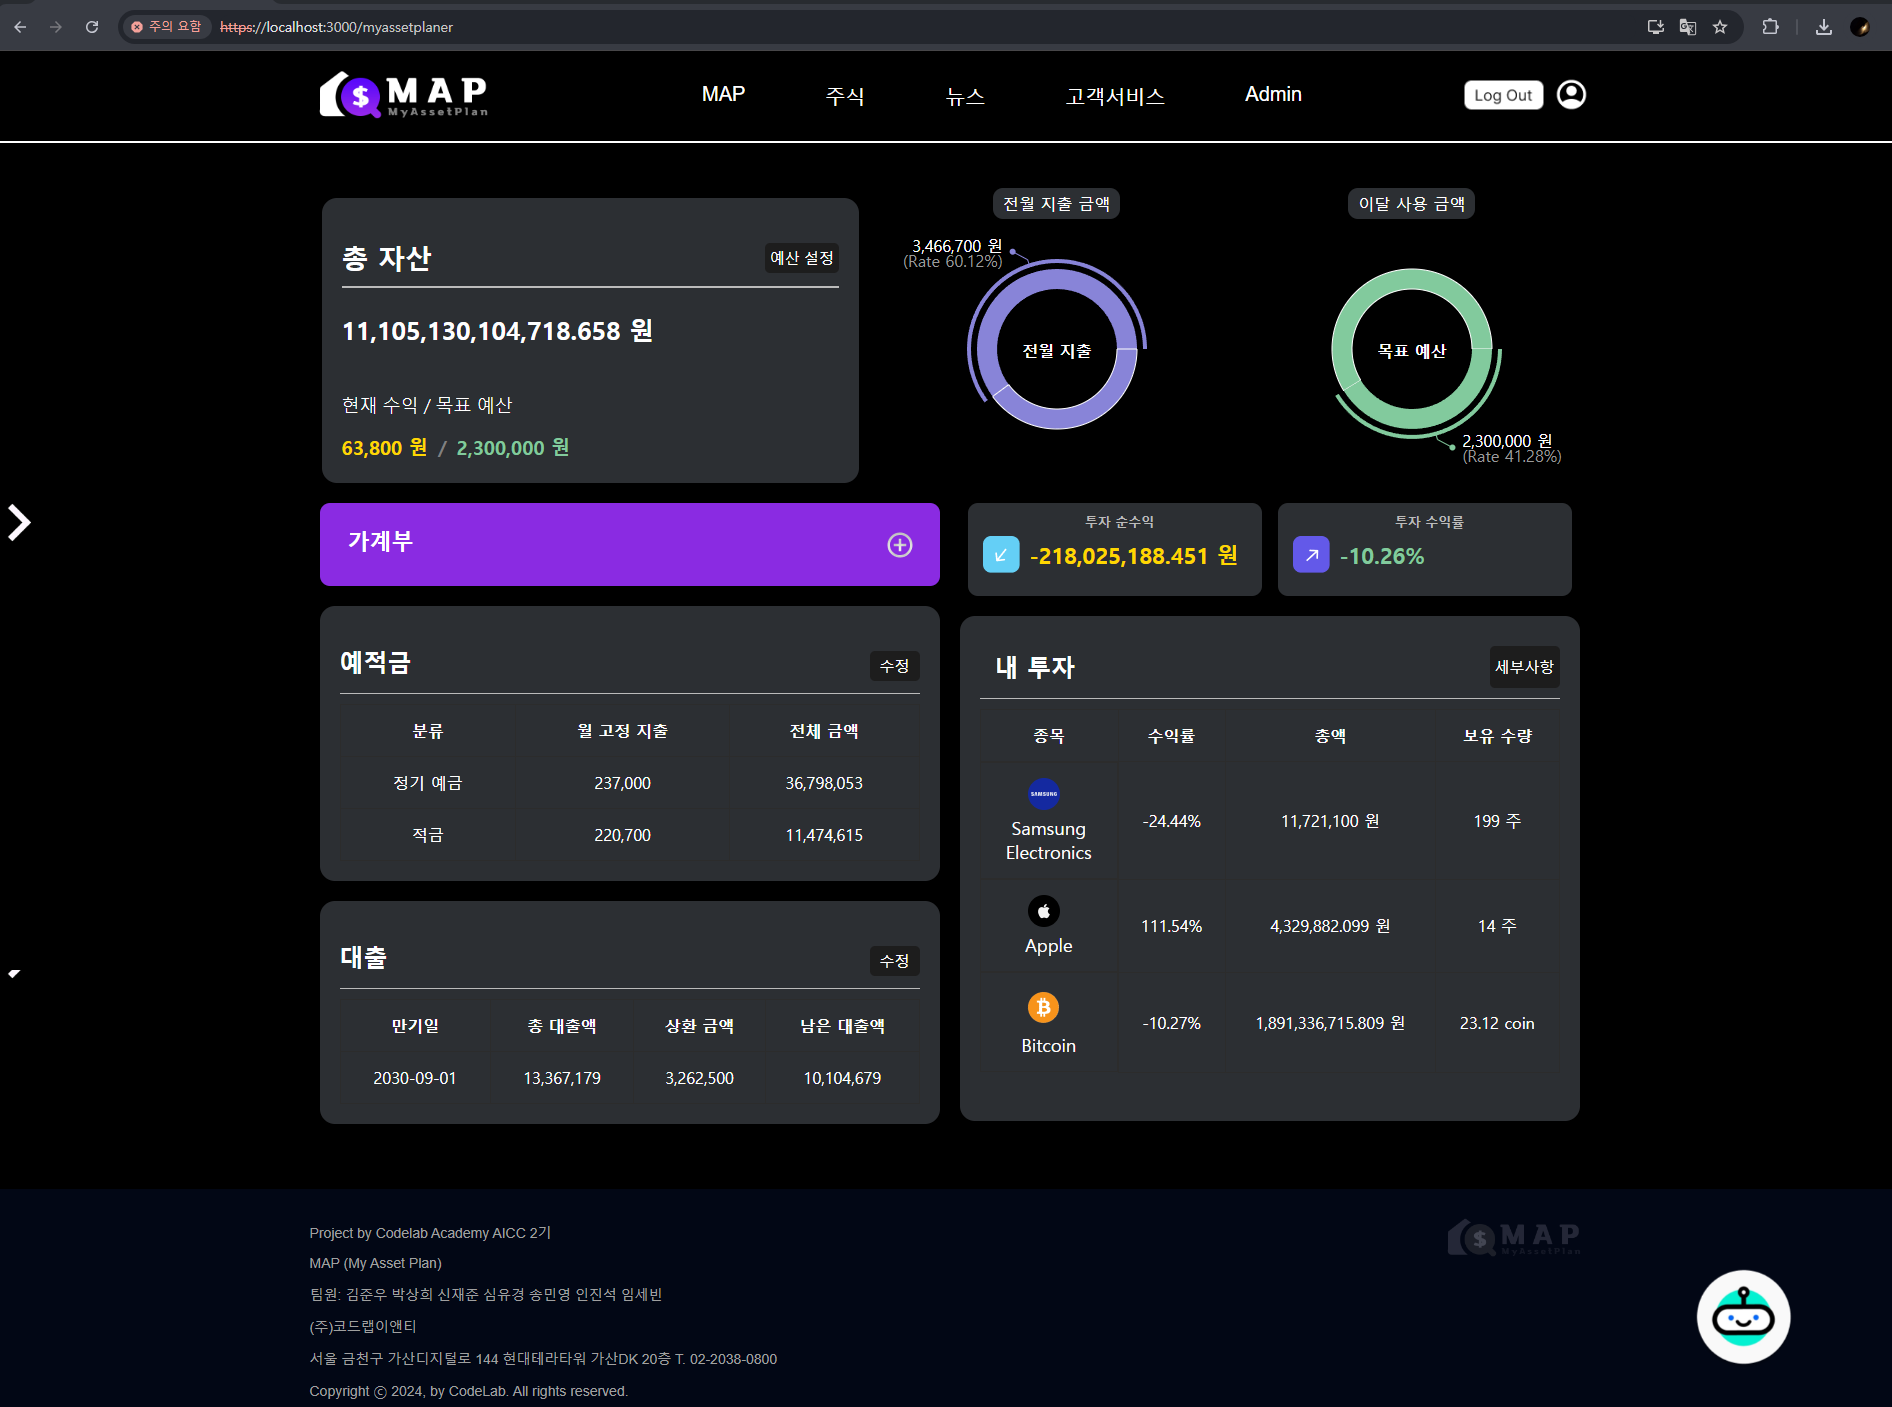 주의 요함 https://localhost:3000/myassetplaner
$ MAP
MyAssetPlan
MAP 주식 뉴스 고객서비스 Admin
Log Out
총 자산
예산 설정
11,105,130,104,718.658 원
현재 수익 / 목표 예산
63,800 원 / 2,300,000 원
전월 지출 금액
3,466,700 원
(Rate 60.12%)
전월 지출
이달 사용 금액
목표 예산
2,300,000 원
(Rate 41.28%)
가계부
투자 순수익
-218,025,188.451 원
투자 수익률
-10.26%
예적금
수정
분류 월 고정 지출 전체 금액
정기 예금 237,000 36,798,053
적금 220,700 11,474,615
대출
수정
만기일 총 대출액 상환 금액 남은 대출액
2030-09-01 13,367,179 3,262,500 10,104,679
내 투자
세부사항
종목 수익률 총액 보유 수량
SAMSUNG
Samsung
Electronics
-24.44% 11,721,100 원 199 주
Apple
111.54% 4,329,882.099 원 14 주
Bitcoin
-10.27% 1,891,336,715.809 원 23.12 coin
Project by Codelab Academy AICC 2기
MAP (My Asset Plan)
팀원: 김준우 박상희 신재준 심유경 송민영 인진석 임세빈
(주)코드랩이앤티
서울 금천구 가산디지털로 144 현대테라타워 가산DK 20층 T. 02-2038-0800
Copyright ⓒ 2024, by CodeLab. All rights reserved.
$ MAP
MyAssetPlan